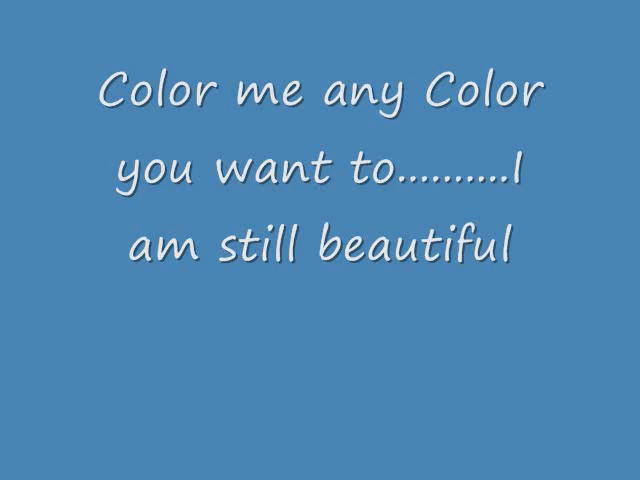 Color me any Color
you want to..........I
am still beautiful